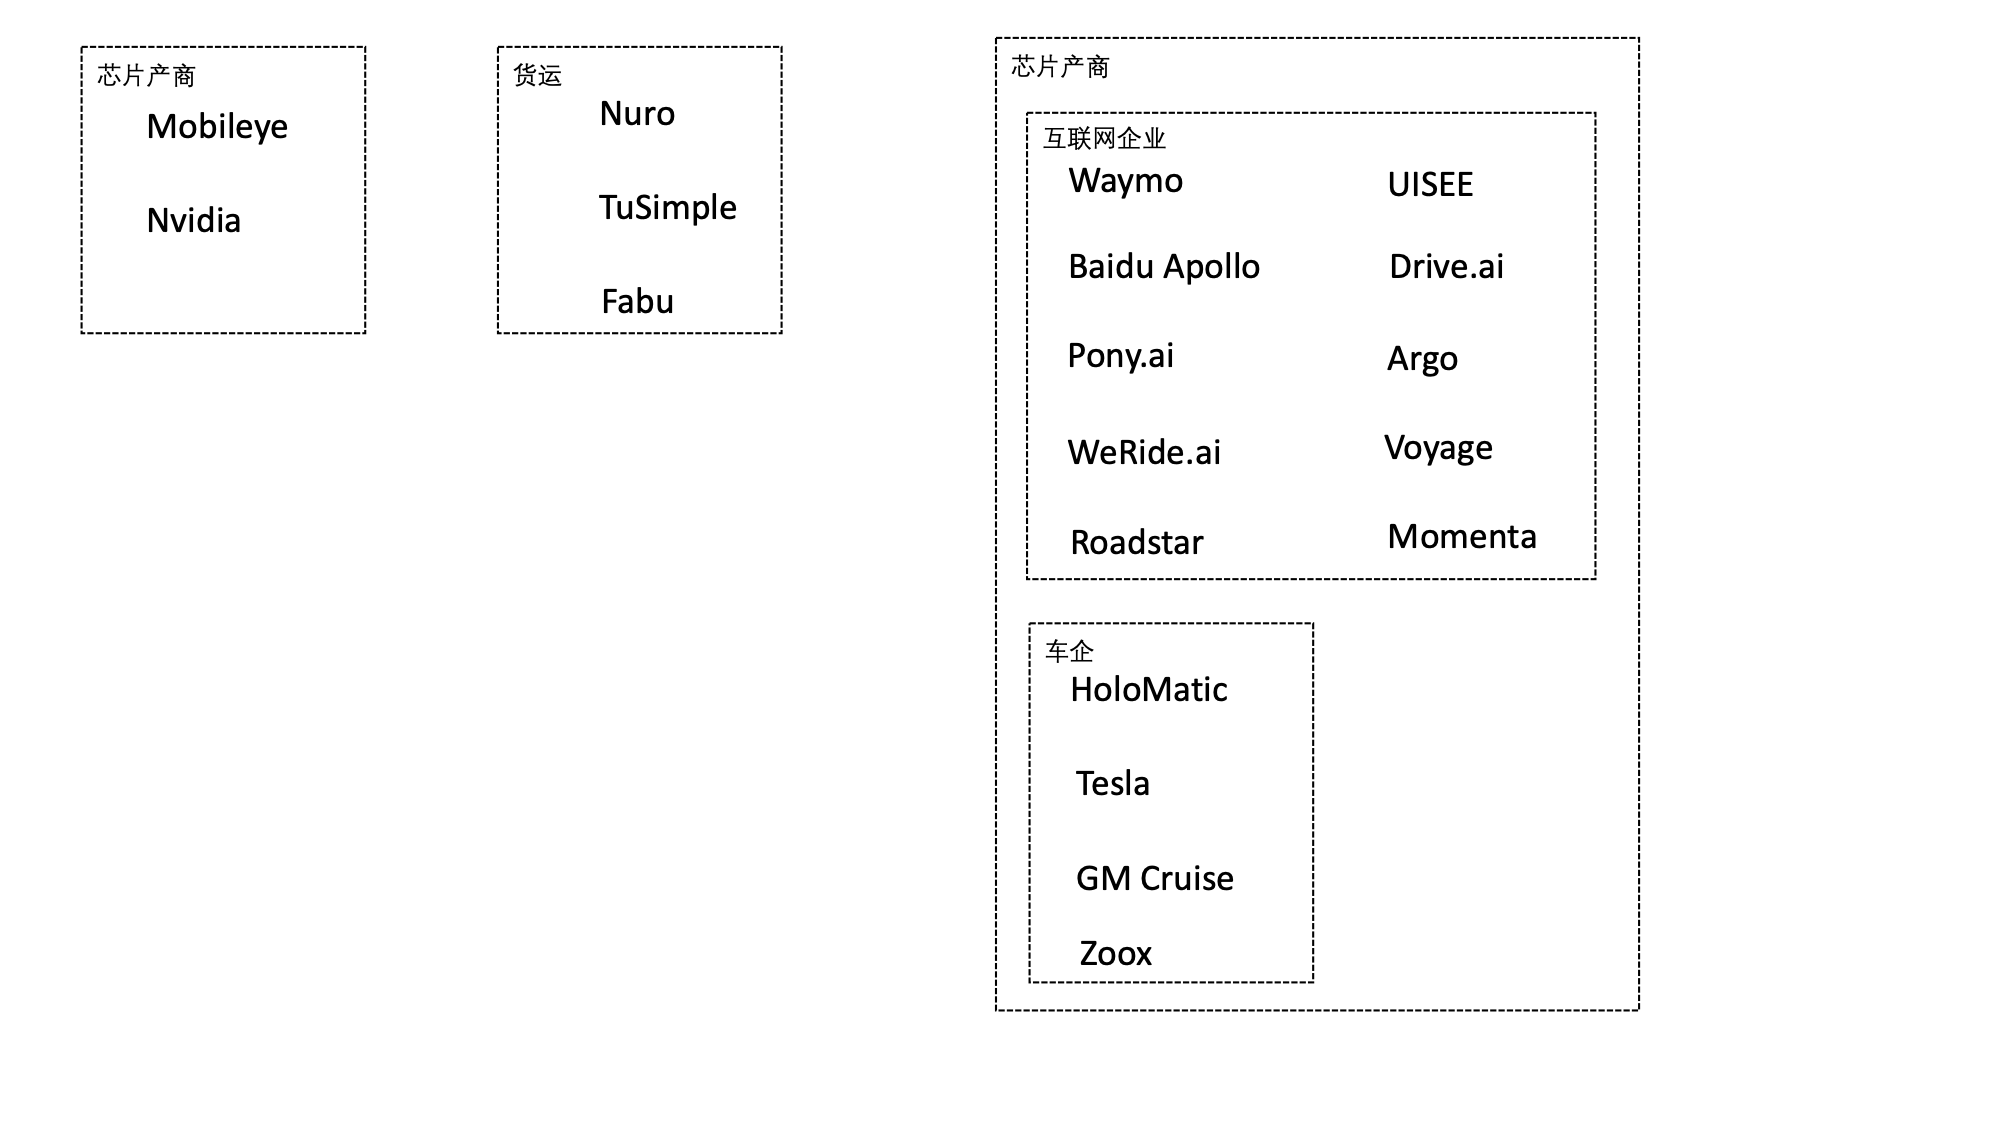 芯片产商
Mobileye
Nvidia
货运
Nuro
TuSimple
Fabu
芯片产商
互联网企业
Waymo
UISEE
Baidu Apollo
Drive.ai
Pony.ai
Argo
WeRide.ai
Voyage
Roadstar
Momenta
车企
HoloMatic
Tesla
GM Cruise
Zoox